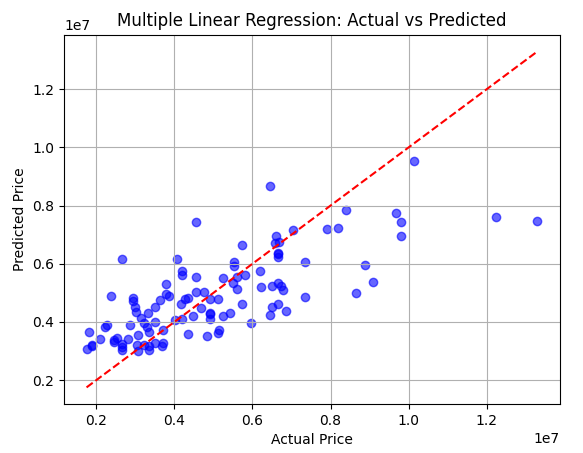 Multiple Linear Regression: Actual vs Predicted
1e7
1.2
1.0
0.8
0.6
0.4
0.2
Predicted Price
0.2 0.4 0.6 0.8 1.0 1.2
Actual Price
1e7